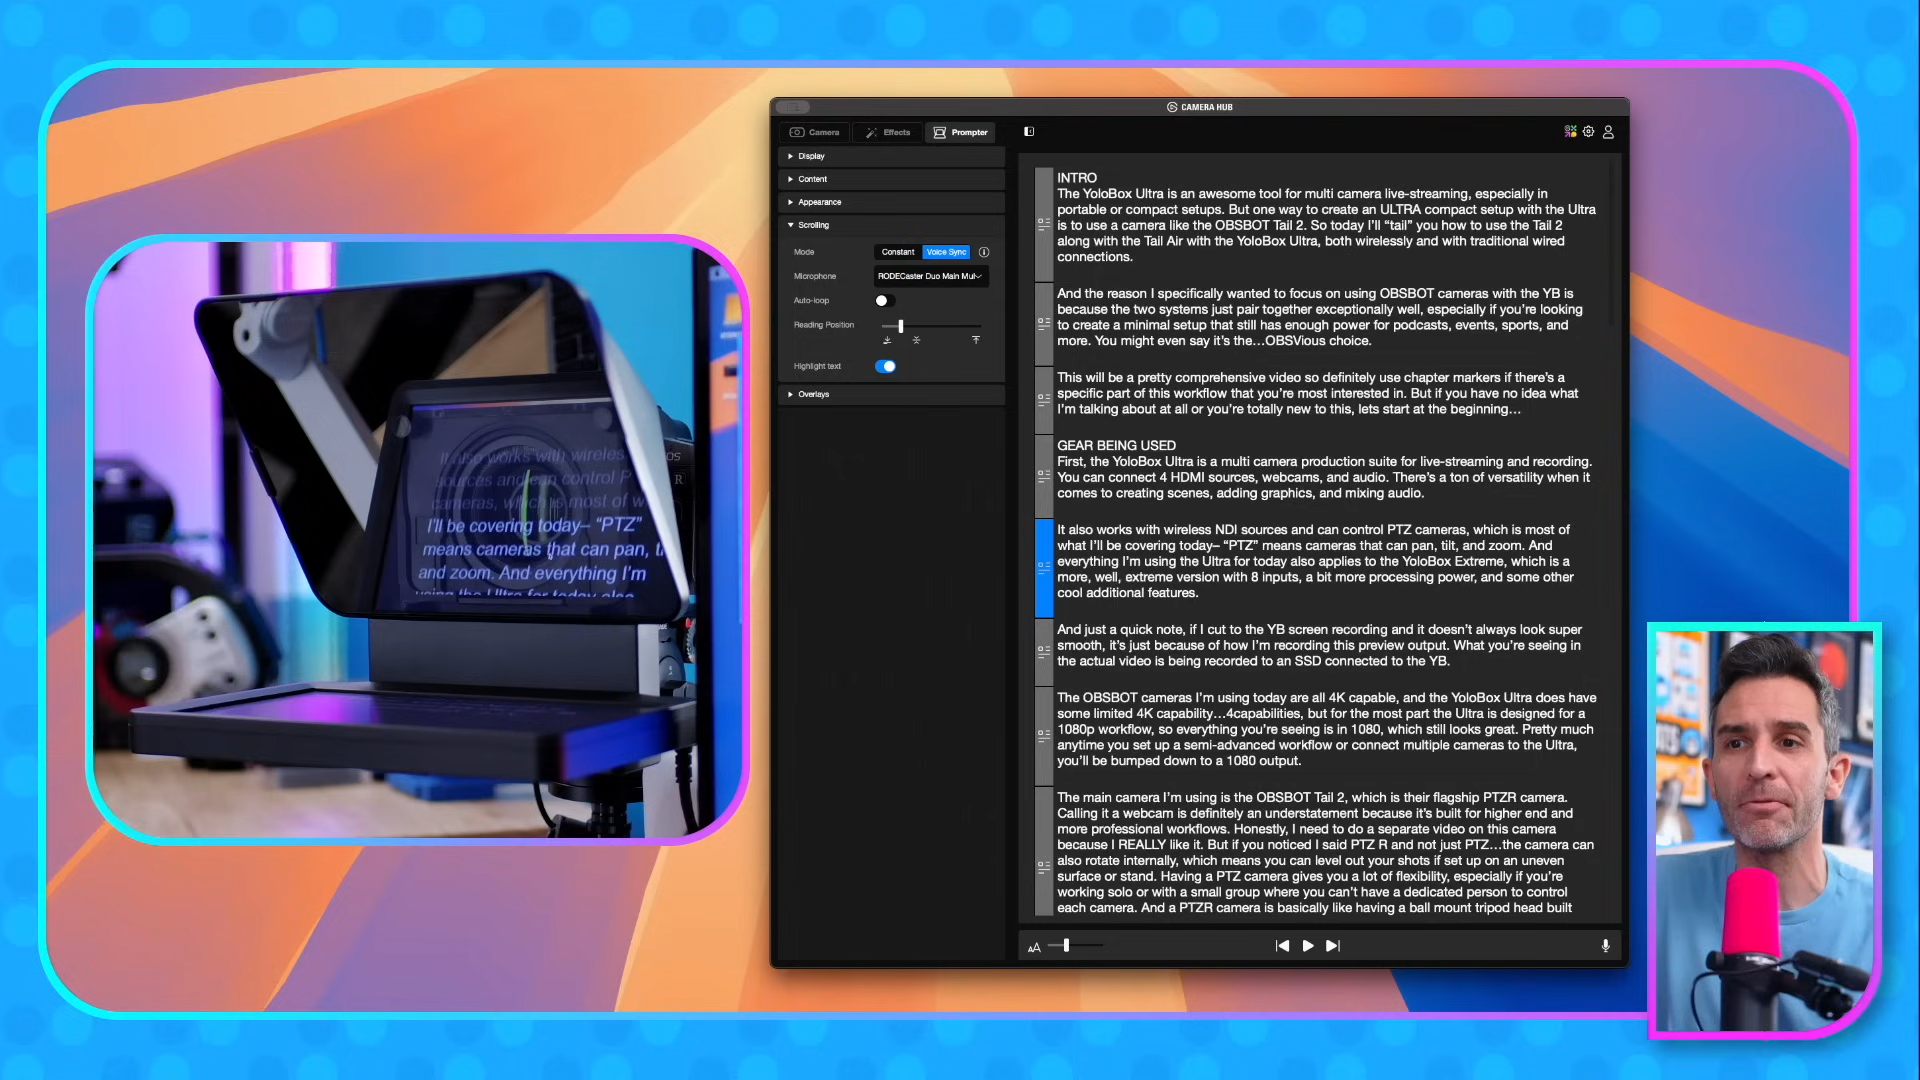 CAMERA HUB
Camera
Effects
Prompter
Display
Content
Appearance
Scrolling
Mode
Constant
Voice Sync
Microphone
RODECaster Duo Main Mul
Auto-loop
Reading Position
Highlight text
Overlays
INTRO
The YoloBox Ultra is an awesome tool for multi camera live-streaming, especially in
portable or compact setups. But one way to create an ULTRA compact setup with the Ultra
is to use a camera like the OBSBOT Tail 2. So today I'll “tail” you how to use the Tail 2
along with the Tail Air with the YoloBox Ultra, both wirelessly and with traditional wired
connections.
And the reason I specifically wanted to focus on using OBSBOT cameras with the YB is
because the two systems just pair together exceptionally well, especially if you're looking
to create a minimal setup that still has enough power for podcasts, events, sports, and
more. You might even say it's the…OBSVious choice.
This will be a pretty comprehensive video so definitely use chapter markers if there's a
specific part of this workflow that you're most interested in. But if you have no idea what
I'm talking about at all or you're totally new to this, lets start at the beginning…
GEAR BEING USED
First, the YoloBox Ultra is a multi camera production suite for live-streaming and recording.
You can connect 4 HDMI sources, webcams, and audio. There's a ton of versatility when it
comes to creating scenes, adding graphics, and mixing audio.
It also works with wireless NDI sources and can control PTZ cameras, which is most of
what I'll be covering today– “PTZ” means cameras that can pan, tilt, and zoom. And
everything I'm using the Ultra for today also applies to the YoloBox Extreme, which is a
more, well, extreme version with 8 inputs, a bit more processing power, and some other
cool additional features.
And just a quick note, if I cut to the YB screen recording and it doesn't always look super
smooth, it's just because of how I'm recording this preview output. What you're seeing in
the actual video is being recorded to an SSD connected to the YB.
The OBSBOT cameras I'm using today are all 4K capable, and the YoloBox Ultra does have
some limited 4K capability…4capabilities, but for the most part the Ultra is designed for a
1080p workflow, so everything you're seeing is in 1080, which still looks great. Pretty much
anytime you set up a semi-advanced workflow or connect multiple cameras to the Ultra,
you'll be bumped down to a 1080 output.
The main camera I'm using is the OBSBOT Tail 2, which is their flagship PTZR camera.
Calling it a webcam is definitely an understatement because it's built for higher end and
more professional workflows. Honestly, I need to do a separate video on this camera
because I REALLY like it. But if you noticed I said PTZ R and not just PTZ…the camera can
also rotate internally, which means you can level out your shots if set up on an uneven
surface or stand. Having a PTZ camera gives you a lot of flexibility, especially if you're
working solo or with a small group where you can't have a dedicated person to control
each camera. And a PTZR camera is basically like having a ball mount tripod head built
AA
It also works with wireles
sources and can control P
cameras, which is most of w
I'll be covering today– “PTZ”
means cameras that can pan, t
and zoom. And everything I'm
using the Ultra for today also
R